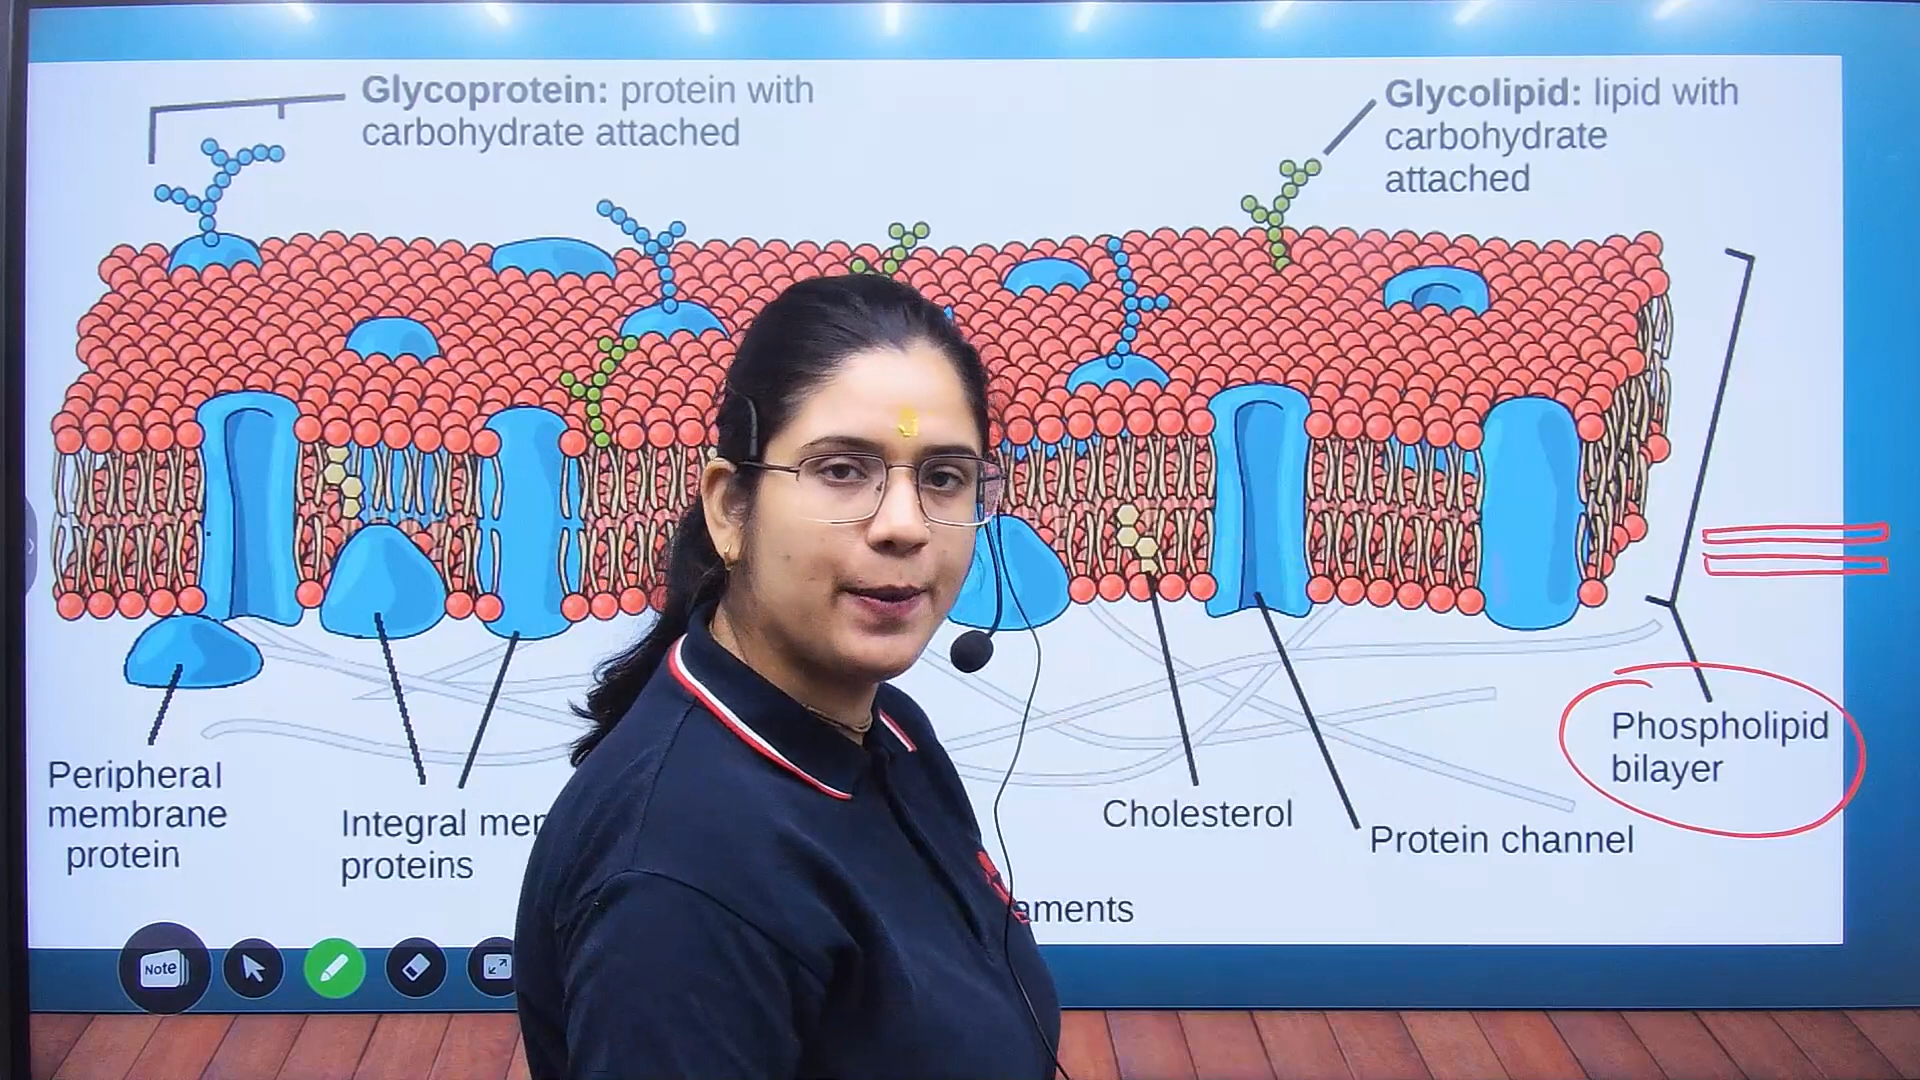 Glycoprotein: protein with
carbohydrate attached
Glycolipid: lipid with
carbohydrate
attached
Phospholipid
bilayer
Peripheral
membrane
protein
Integral
proteins
Cholesterol
Protein channel
Note